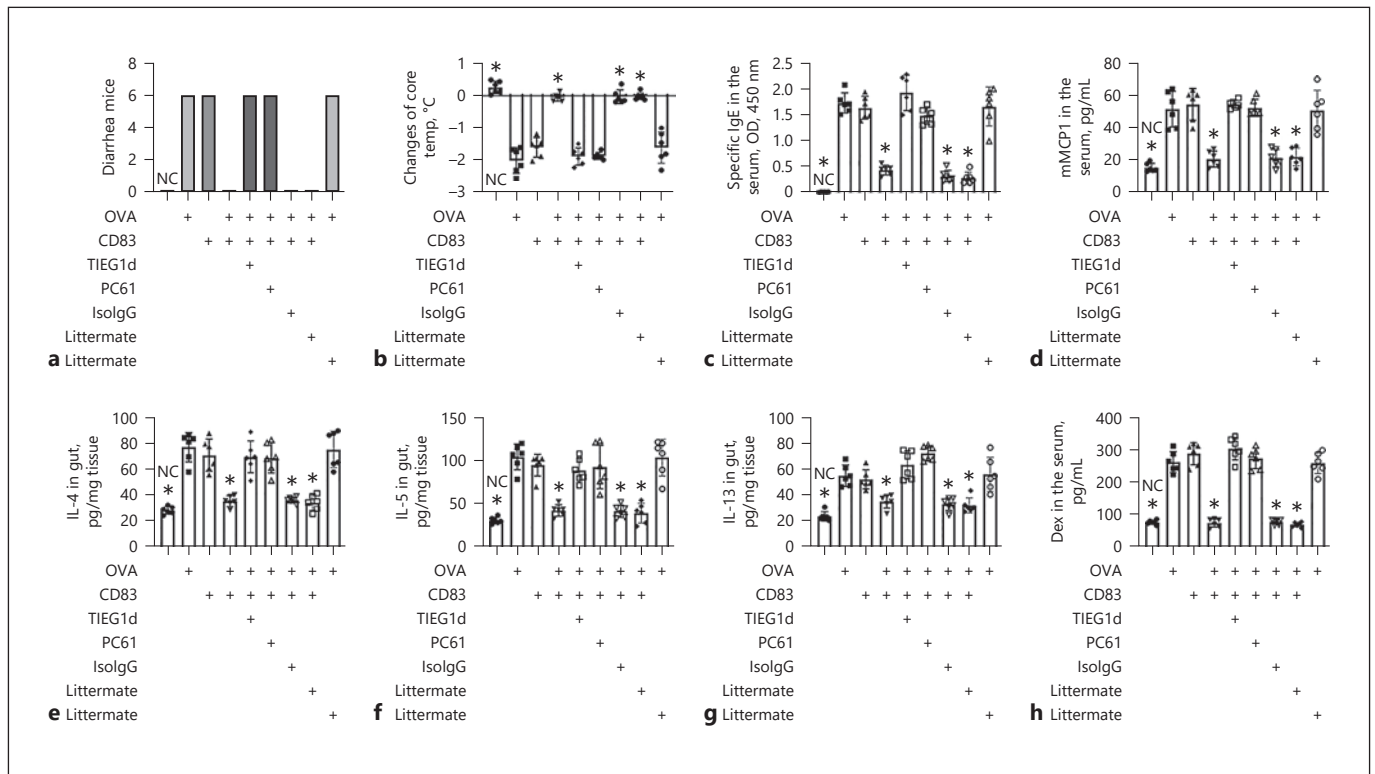 Diarrhea mice
8
6
4
2
0
NC
OVA + + + + + + + +
CD83 + + + + + + +
TIEG1d +
PC61 +
IsoIgG +
Littermate +
a Littermate +
Changes of core
temp, °C
1
0
−1
−2
−3
*
*
*
*
NC
OVA + + + + + + +
CD83 + + + + + +
TIEG1d +
PC61 +
IsoIgG +
Littermate +
b Littermate +
Specific IgE in the
serum, OD, 450 nm
2.5
2.0
1.5
1.0
0.5
0
*
NC
*
*
*
OVA + + + + + + +
CD83 + + + + + +
TIEG1d +
PC61 +
IsoIgG +
Littermate +
c Littermate +
mMCP1 in the
serum, pg/mL
80
60
40
20
0
NC
*
*
*
*
OVA + + + + + + +
CD83 + + + + + +
TIEG1d +
PC61 +
IsoIgG +
Littermate +
d Littermate +
IL-4 in gut,
pg/mg tissue
100
80
60
40
20
0
NC
*
*
*
*
OVA + + + + + + +
CD83 + + + + + +
TIEG1d +
PC61 +
IsoIgG +
Littermate +
e Littermate +
IL-5 in gut,
pg/mg tissue
150
100
50
0
NC
*
*
*
*
OVA + + + + + + +
CD83 + + + + + +
TIEG1d +
PC61 +
IsoIgG +
Littermate +
f Littermate +
IL-13 in gut,
pg/mg tissue
100
80
60
40
20
0
NC
*
*
*
*
OVA + + + + + + +
CD83 + + + + + +
TIEG1d +
PC61 +
IsoIgG +
Littermate +
g Littermate +
Dex in the serum,
pg/mL
400
300
200
100
0
NC
*
*
*
*
OVA + + + + + + +
CD83 + + + + + +
TIEG1d +
PC61 +
IsoIgG +
Littermate +
h Littermate +